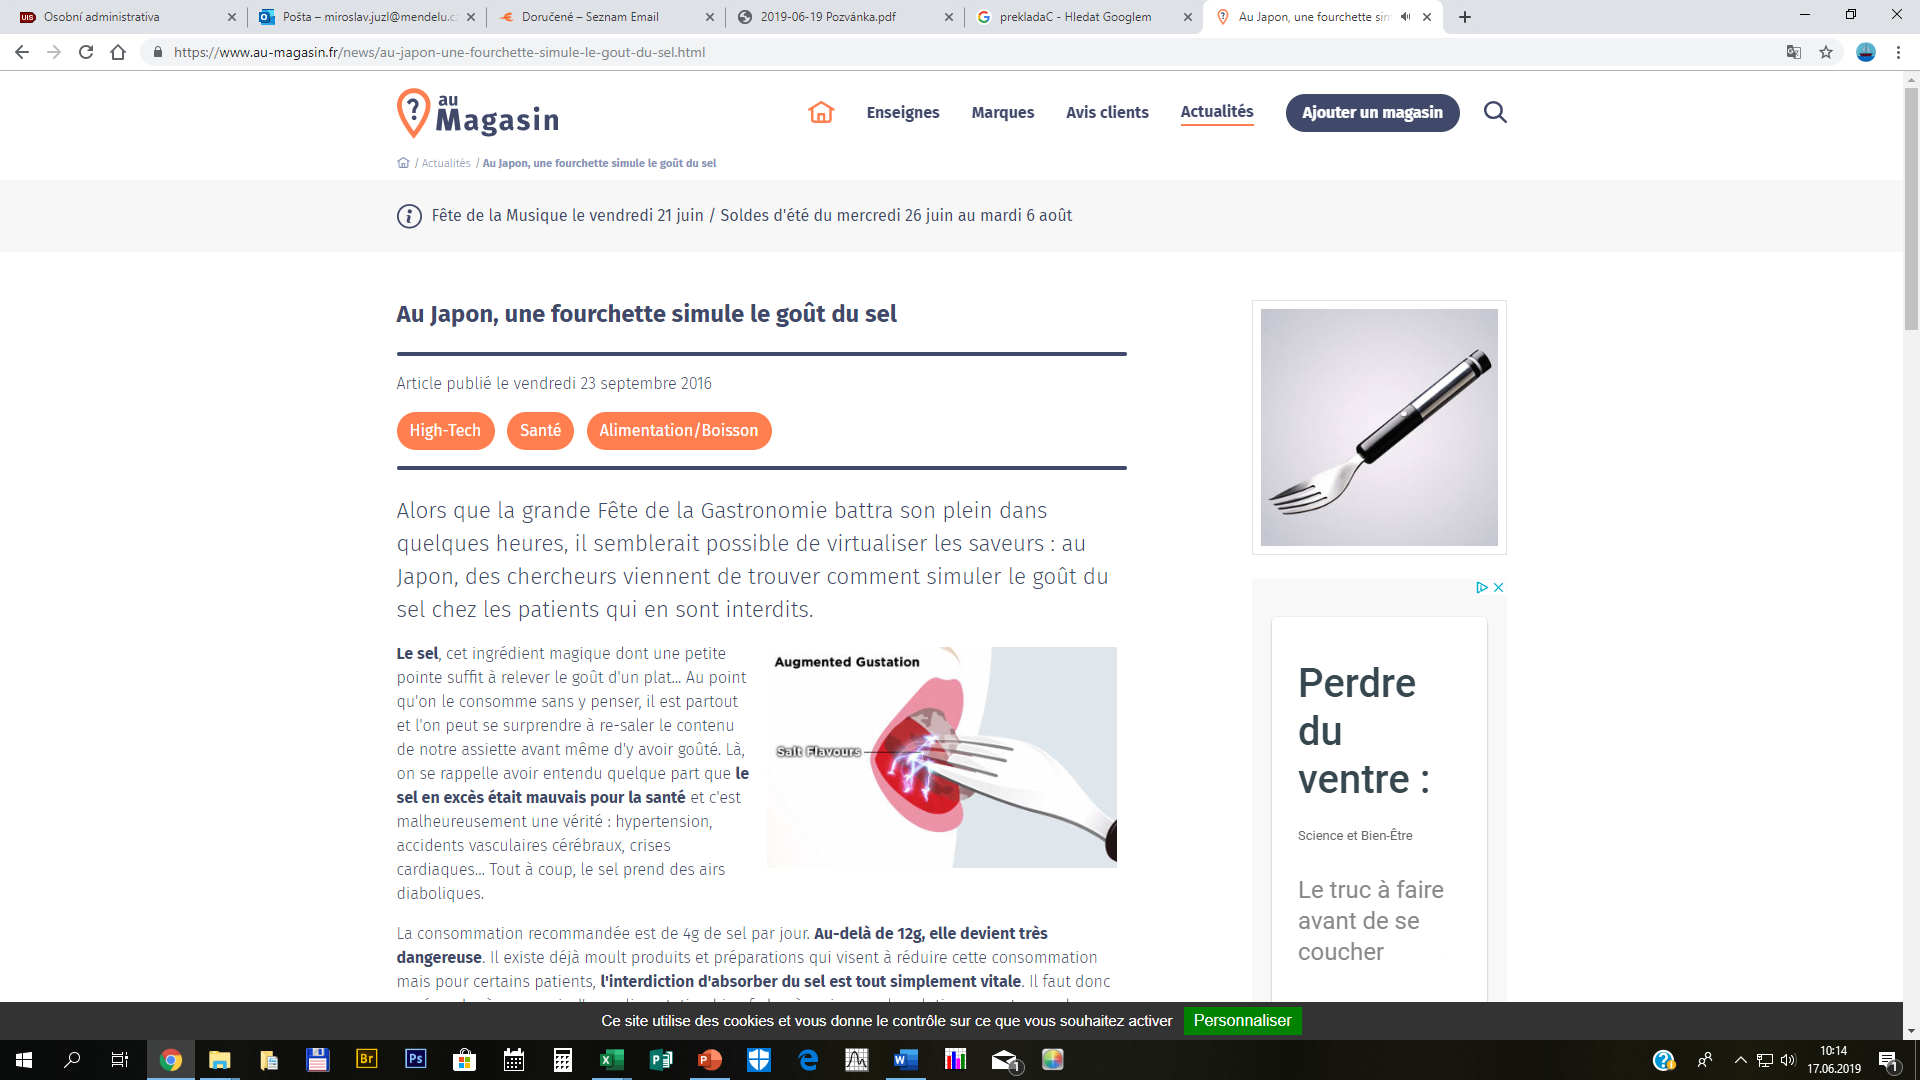 UIS Osobní administrativa
Pošta – miroslav.juzl@mendelu.c
Doručené – Seznam Email
2019-06-19 Pozvánka.pdf
prekladaC - Hledat Googlem
Au Japon, une fourchette sim
https://www.au-magasin.fr/news/au-japon-une-fourchette-simule-le-gout-du-sel.html
au
Magasin
Enseignes
Marques
Avis clients
Actualités
Ajouter un magasin
/ Actualités / Au Japon, une fourchette simule le goût du sel
Fête de la Musique le vendredi 21 juin / Soldes d'été du mercredi 26 juin au mardi 6 août
Au Japon, une fourchette simule le goût du sel
Article publié le vendredi 23 septembre 2016
High-Tech
Santé
Alimentation/Boisson
Alors que la grande Fête de la Gastronomie battra son plein dans
quelques heures, il semblerait possible de virtualiser les saveurs : au
Japon, des chercheurs viennent de trouver comment simuler le goût du
sel chez les patients qui en sont interdits.
Le sel, cet ingrédient magique dont une petite
pointe suffit à relever le goût d'un plat... Au point
qu'on le consomme sans y penser, il est partout
et l'on peut se surprendre à re-saler le contenu
de notre assiette avant même d'y avoir goûté. Là,
on se rappelle avoir entendu quelque part que le
sel en excès était mauvais pour la santé et c'est
malheureusement une vérité : hypertension,
accidents vasculaires cérébraux, crises
cardiaques... Tout à coup, le sel prend des airs
diaboliques.
Augmented Gustation
Salt Flavours
La consommation recommandée est de 4g de sel par jour. Au-delà de 12g, elle devient très
dangereuse. Il existe déjà moult produits et préparations qui visent à réduire cette consommation
mais pour certains patients, l'interdiction d'absorber du sel est tout simplement vitale. Il faut donc
Perdre
du
ventre :
Science et Bien-Être
Le truc à faire
avant de se
coucher
Ce site utilise des cookies et vous donne le contrôle sur ce que vous souhaitez activer
Personnaliser
Br
Ps
10:14
17.06.2019
1
1